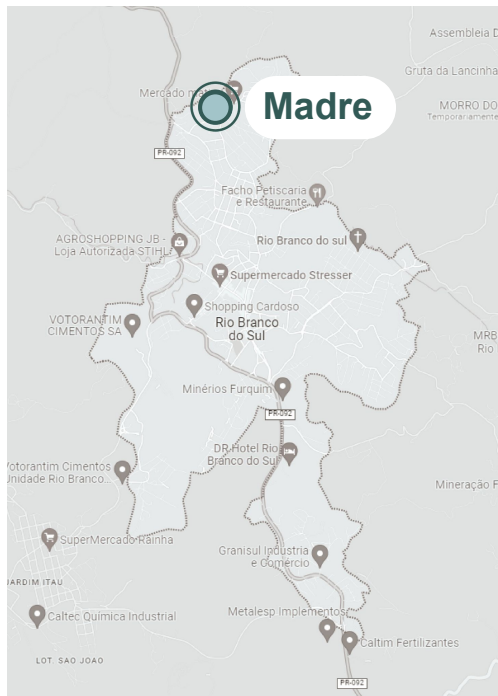 Assembleia D
Gruta da Lancinha
Mercado mat
Madre
MORRO DO
Temporariamente
PR-092
Facho Petiscaria
e Restaurante
AGROSHOPPING JB -
Loja Autorizada STIHL
Rio Branco do sul
Supermercado Stresser
Shopping Cardoso
VOTORANTIM
CIMENTOS SA
Rio Branco
do Sul
MRB
Rio
Minérios Furquim
PR-092
DR Hotel Rio
Branco do Sul
Votorantim Cimentos
Unidade Rio Branco...
Mineração F
SuperMercado Rainha
Granisul Industria
e Comércio
JARDIM ITAU
Metalesp Implementos
Caltec Química Industrial
Caltim Fertilizantes
LOT. SAO JOAO
PR-092